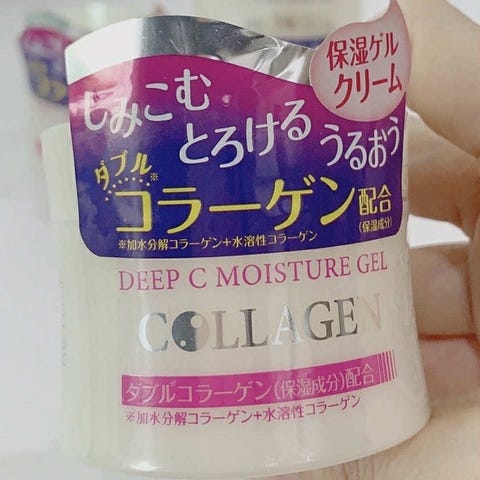 保湿ゲル
クリーム
しみこむ
とろける
うるおう
ダブル※
コラーゲン配合
(保湿成分)
※加水分解コラーゲン+水溶性コラーゲン
DEEP C MOISTURE GEL
COLLAGEN
ダブルコラーゲン(保湿成分)配合
※加水分解コラーゲン+水溶性コラーゲン